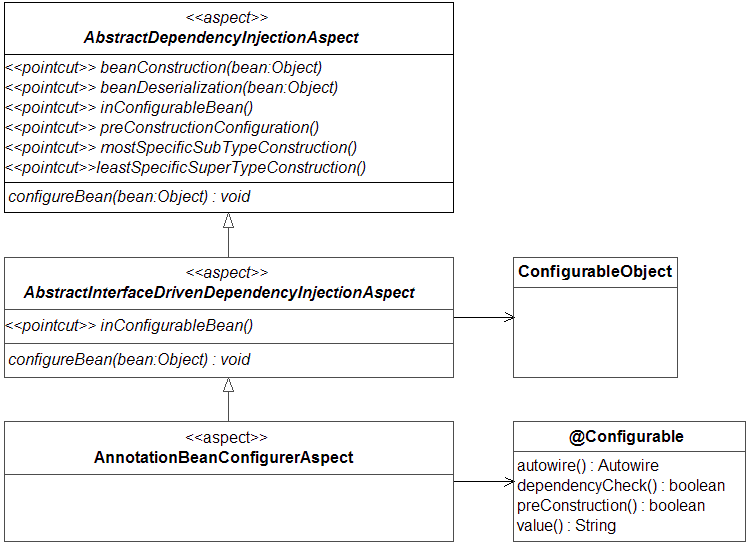 <<aspect>>
AbstractDependencyInjectionAspect
<<pointcut>> beanConstruction(bean:Object)
<<pointcut>> beanDeserialization(bean:Object)
<<pointcut>> inConfigurableBean()
<<pointcut>> preConstructionConfiguration()
<<pointcut>> mostSpecificSubTypeConstruction()
<<pointcut>>leastSpecificSuperTypeConstruction()
configureBean(bean:Object) : void
<<aspect>>
AbstractInterfaceDrivenDependencyInjectionAspect
<<pointcut>> inConfigurableBean()
configureBean(bean:Object) : void
ConfigurableObject
<<aspect>>
AnnotationBeanConfigurerAspect
@Configurable
autowire() : Autowire
dependencyCheck() : boolean
preConstruction() : boolean
value() : String